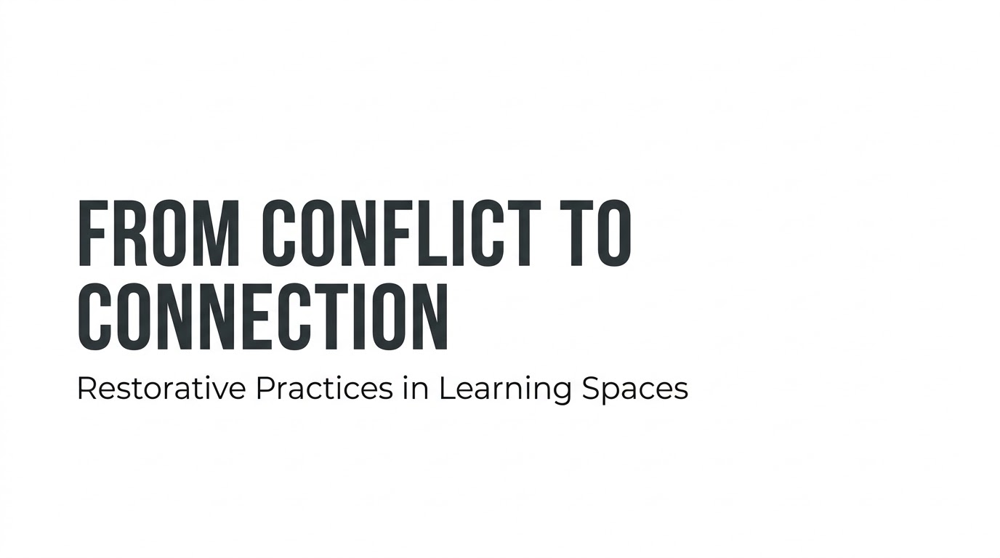 FROM CONFLICT TO
CONNECTION
Restorative Practices in Learning Spaces